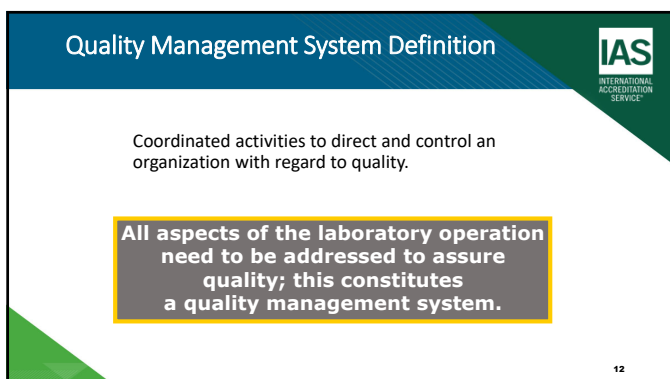 Quality Management System Definition
IAS
INTERNATIONAL
ACCREDITATION
SERVICE®
Coordinated activities to direct and control an
organization with regard to quality.
All aspects of the laboratory operation
need to be addressed to assure
quality; this constitutes
a quality management system.
12